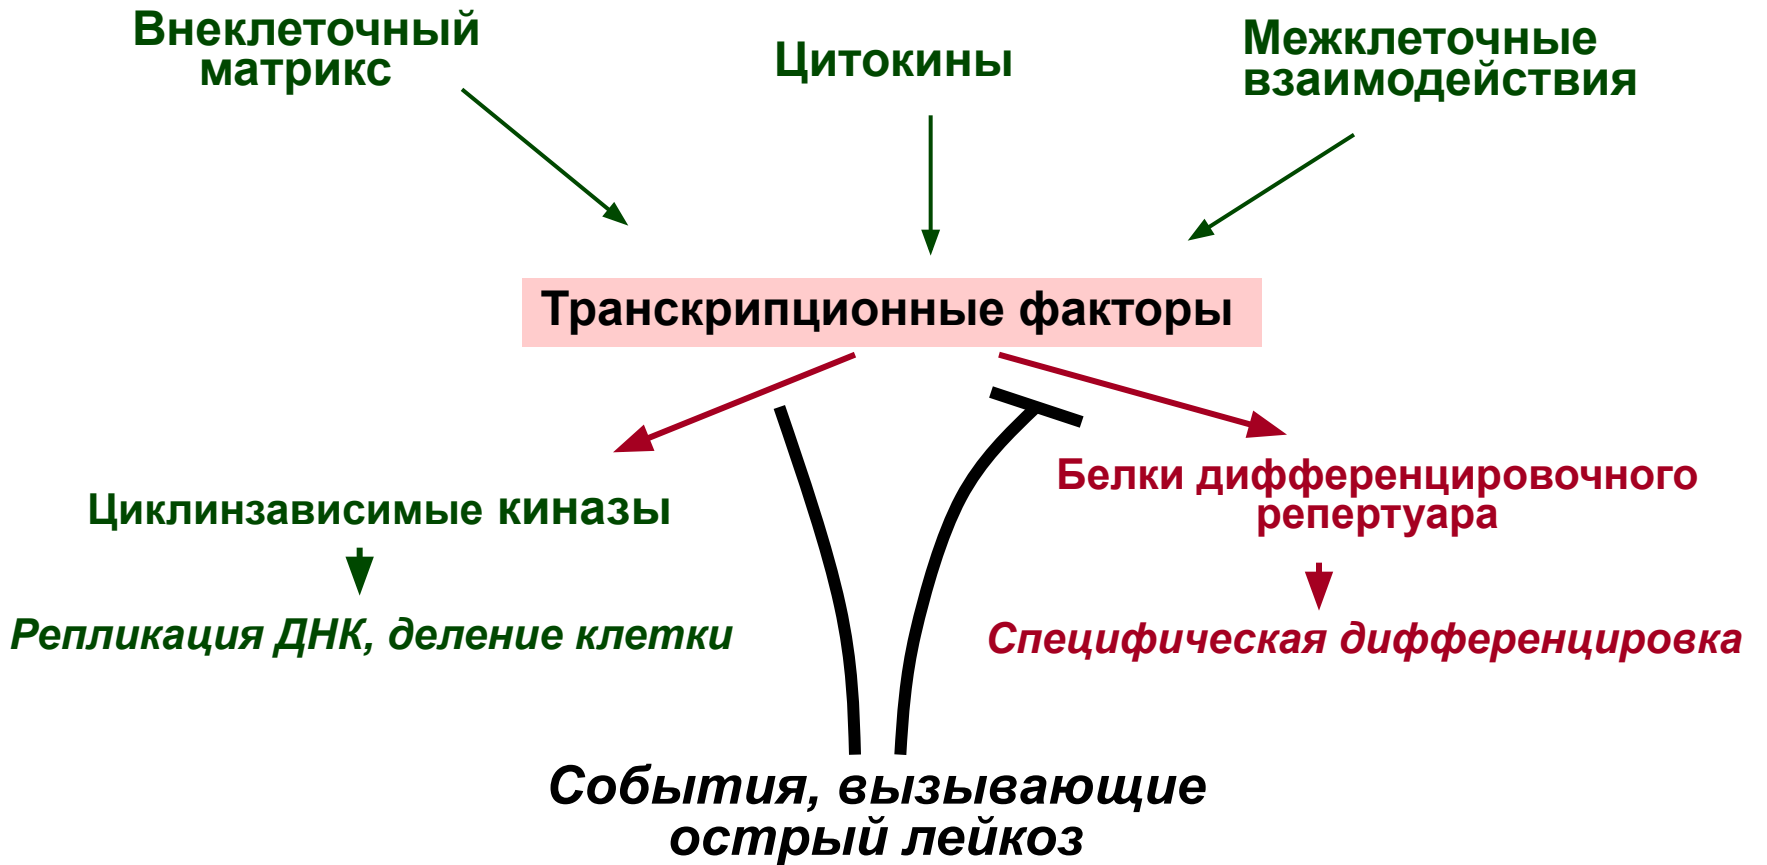 Внеклеточный
матрикс
Цитокины
Межклеточные
взаимодействия
Транскрипционные факторы
Циклинзависимые киназы
Белки дифференцировочного
репертуара
Репликация ДНК, деление клетки
Специфическая дифференцировка
События, вызывающие
острый лейкоз